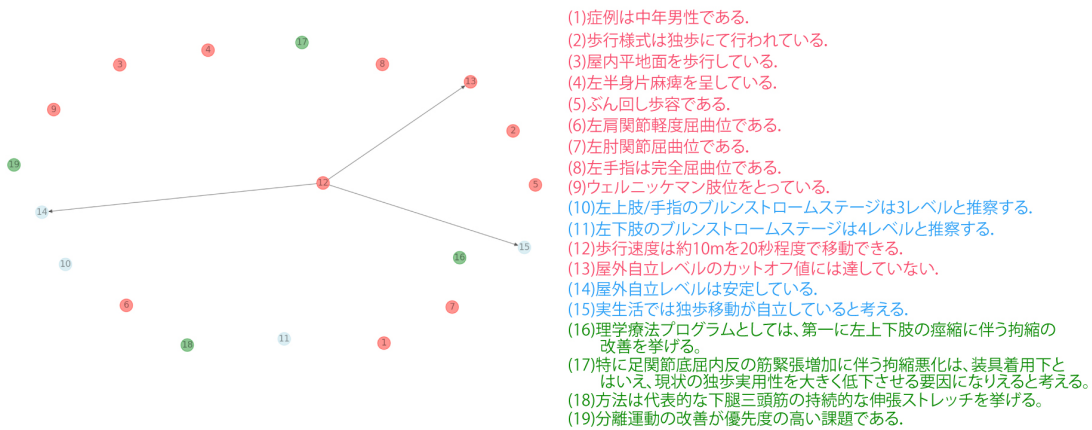 (1)症例は中年男性である.
(2)歩行様式は独歩にて行われている.
(3)屋内平地面を歩行している.
(4)左半身片麻痺を呈している.
(5)ぶん回し歩容である.
(6)左肩関節軽度屈曲位である.
(7)左肘関節屈曲位である.
(8)左手指は完全屈曲位である.
(9)ウェルニッケマン肢位をとっている.
(10)左上肢/手指のブルンストロームステージは3レベルと推察する.
(11)左下肢のブルンストロームステージは4レベルと推察する.
(12)歩行速度は約10mを20秒程度で移動できる.
(13)屋外自立レベルのカットオフ値には達していない.
(14)屋外自立レベルは安定している.
(15)実生活では独歩移動が自立していると考える.
(16)理学療法プログラムとしては、第一に左上下肢の痙縮に伴う拘縮の
改善を挙げる。
(17)特に足関節底屈内反の筋緊張増加に伴う拘縮悪化は、装具着用下と
はいえ、現状の独歩実用性を大きく低下させる要因になりえると考える。
(18)方法は代表的な下腿三頭筋の持続的な伸張ストレッチを挙げる。
(19)分離運動の改善が優先度の高い課題である.
17
4
3
8
13
9
2
19
12
5
14
15
16
10
6
7
11
1
18